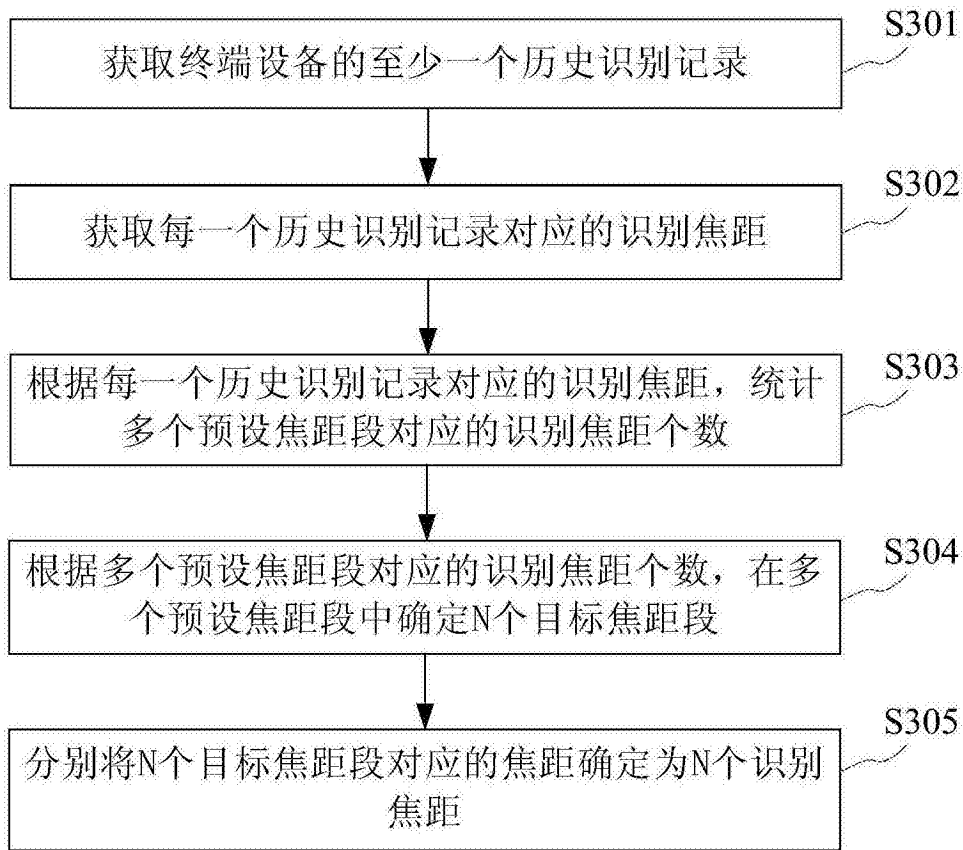 S301
获取终端设备的至少一个历史识别记录
S302
获取每一个历史识别记录对应的识别焦距
S303
根据每一个历史识别记录对应的识别焦距，统计
多个预设焦距段对应的识别焦距个数
S304
根据多个预设焦距段对应的识别焦距个数，在多
个预设焦距段中确定N个目标焦距段
S305
分别将N个目标焦距段对应的焦距确定为N个识别
焦距